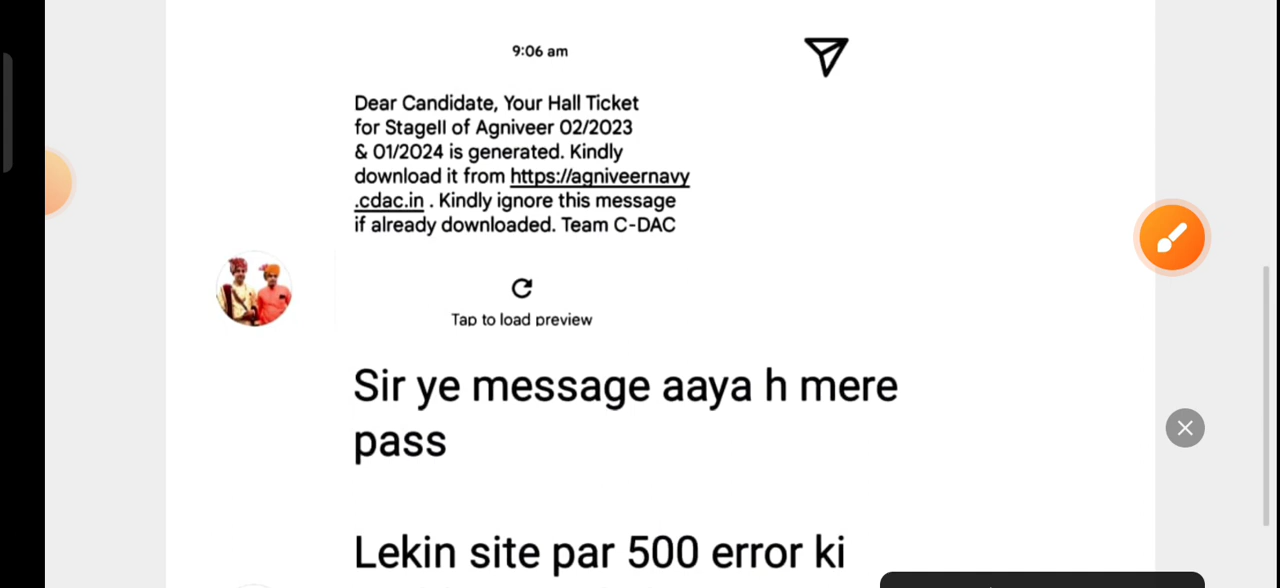 9:06 am
Dear Candidate, Your Hall Ticket
for StageII of Agniveer 02/2023
& 01/2024 is generated. Kindly
download it from https://agniveernavy
.cdac.in . Kindly ignore this message
if already downloaded. Team C-DAC
Tap to load preview
Sir ye message aaya h mere
pass
Lekin site par 500 error ki